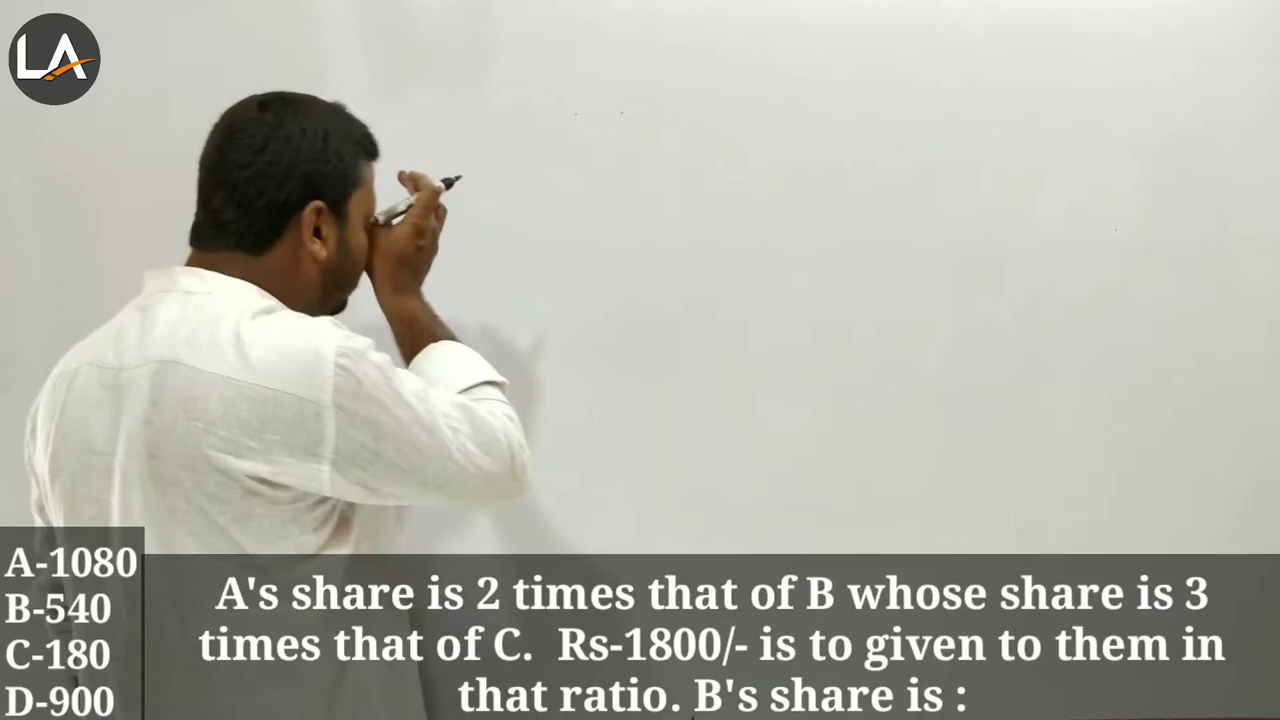 LA
A-1080
B-540
C-180
D-900
A's share is 2 times that of B whose share is 3
times that of C.  Rs-1800/- is to given to them in
that ratio. B's share is :